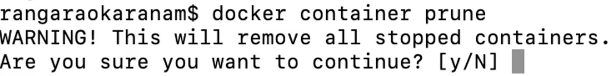 rangaraokaranam$ docker container prune
WARNING! This will remove all stopped containers.
Are you sure you want to continue? [y/N]